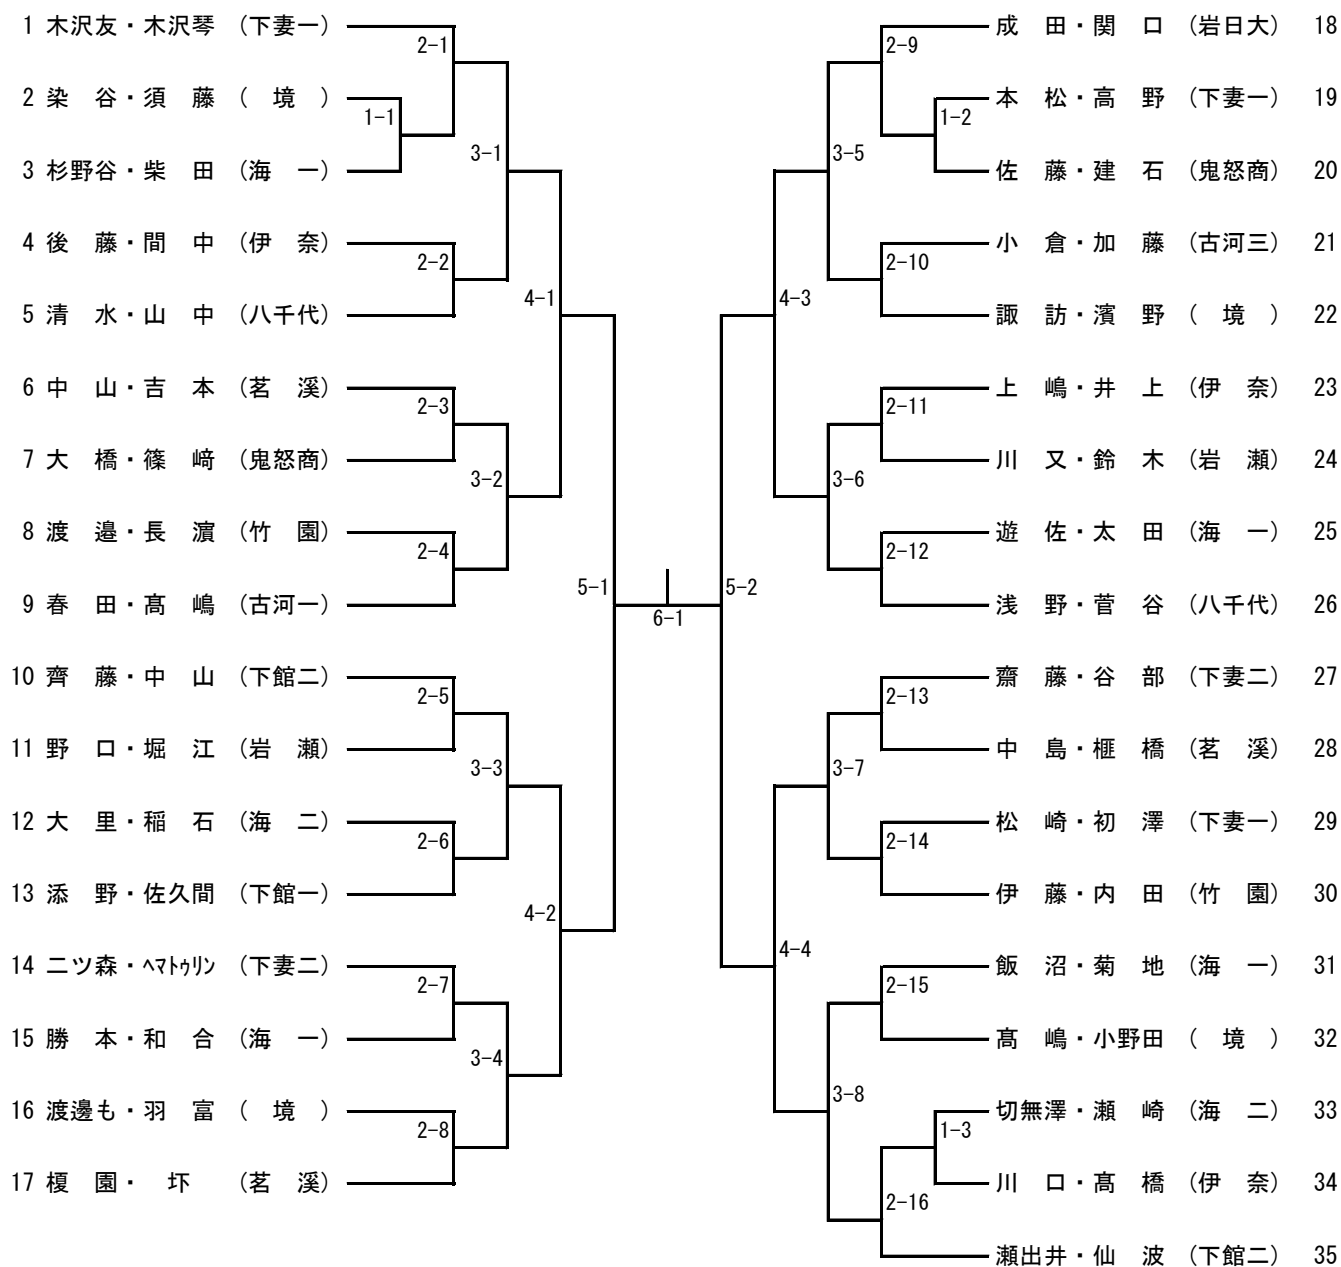 1 木沢友・木沢琴 (下妻一)
2 染 谷・須 藤 ( 境 )
3 杉野谷・柴 田 (海 一)
4 後 藤・間 中 (伊 奈)
5 清 水・山 中 (八千代)
6 中 山・吉 本 (茗 溪)
7 大 橋・篠 﨑 (鬼怒商)
8 渡 邉・長 濵 (竹 園)
9 春 田・髙 嶋 (古河一)
10 齊 藤・中 山 (下館二)
11 野 口・堀 江 (岩 瀬)
12 大 里・稲 石 (海 二)
13 添 野・佐久間 (下館一)
14 二ツ森・ヘマトゥリン (下妻二)
15 勝 本・和 合 (海 一)
16 渡邊も・羽 富 ( 境 )
17 榎 園・ 圷 (茗 溪)
2-1
1-1
3-1
2-2
4-1
2-3
3-2
2-4
5-1
2-5
3-3
2-6
4-2
2-7
3-4
2-8
6-1
2-9
1-2
3-5
2-10
4-3
2-11
3-6
2-12
5-2
2-13
3-7
2-14
4-4
2-15
3-8
1-3
2-16
成 田・関 口 (岩日大) 18
本 松・高 野 (下妻一) 19
佐 藤・建 石 (鬼怒商) 20
小 倉・加 藤 (古河三) 21
諏 訪・濱 野 ( 境 ) 22
上 嶋・井 上 (伊 奈) 23
川 又・鈴 木 (岩 瀬) 24
遊 佐・太 田 (海 一) 25
浅 野・菅 谷 (八千代) 26
齋 藤・谷 部 (下妻二) 27
中 島・榧 橋 (茗 溪) 28
松 崎・初 澤 (下妻一) 29
伊 藤・内 田 (竹 園) 30
飯 沼・菊 地 (海 一) 31
髙 嶋・小野田 ( 境 ) 32
切無澤・瀬 崎 (海 二) 33
川 口・髙 橋 (伊 奈) 34
瀬出井・仙 波 (下館二) 35